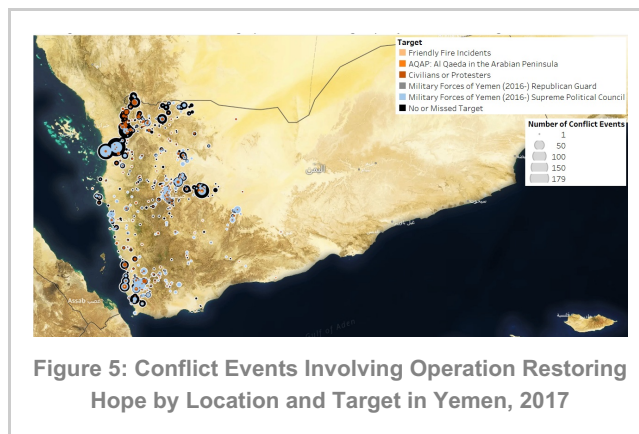 Target
Friendly Fire Incidents
AQAP: Al Qaeda in the Arabian Peninsula
Civilians or Protesters
Military Forces of Yemen (2016-) Republican Guard
Military Forces of Yemen (2016-) Supreme Political Council
No or Missed Target
Number of Conflict Events
1
50
100
150
179
اليمن
Assab عصب
Gulf of Aden
Figure 5: Conflict Events Involving Operation Restoring
Hope by Location and Target in Yemen, 2017